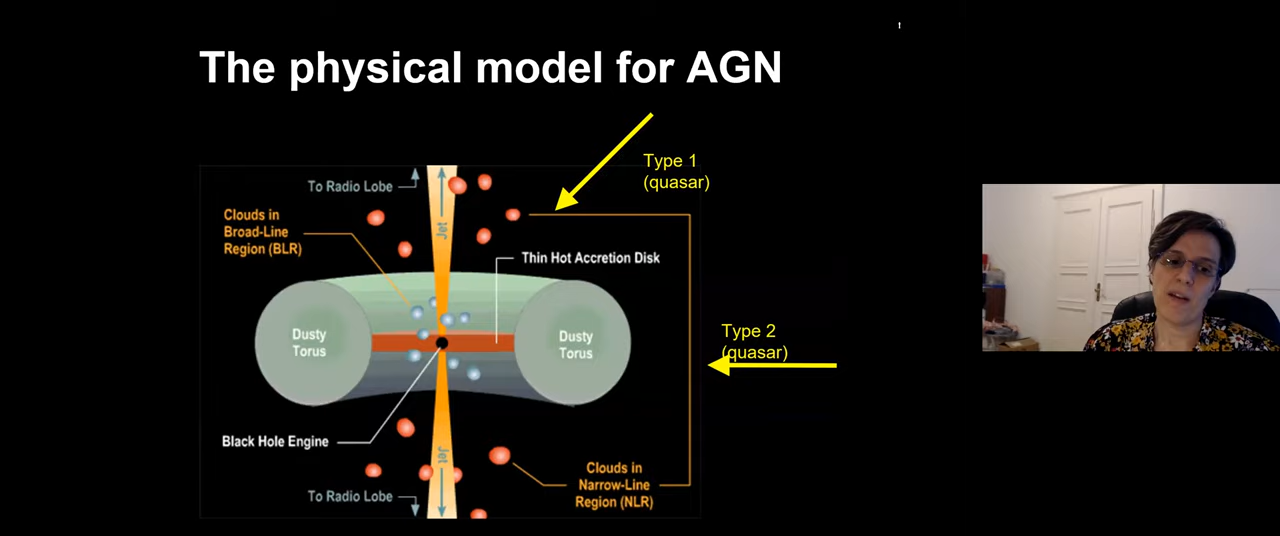 The physical model for AGN
Type 1
(quasar)
To Radio Lobe
Jet
Clouds in
Broad-Line
Region (BLR)
Thin Hot Accretion Disk
Dusty
Torus
Dusty
Torus
Type 2
(quasar)
Black Hole Engine
Jet
Clouds in
Narrow-Line
Region (NLR)
To Radio Lobe